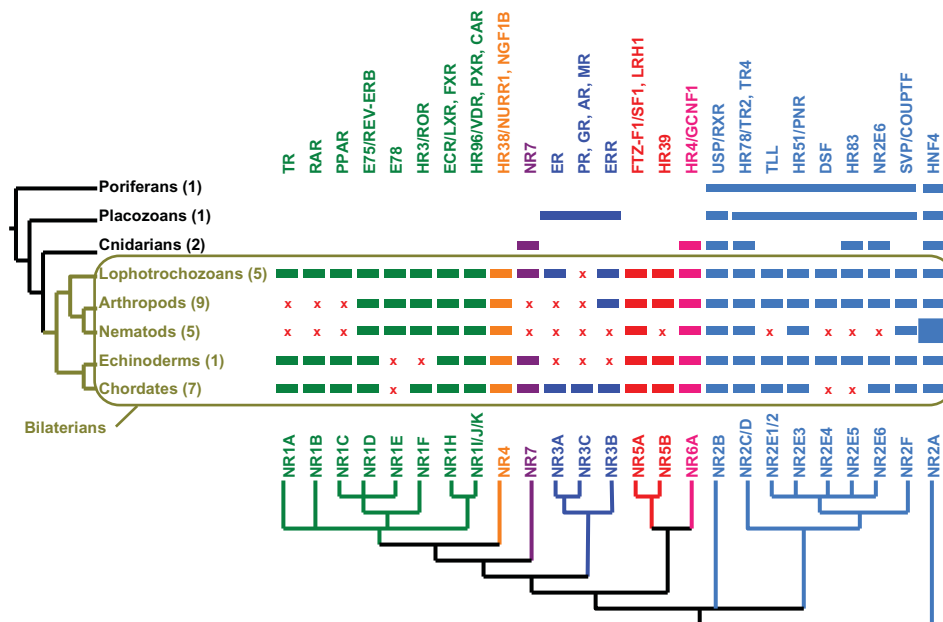 TR
RAR
PPAR
E75/REV-ERB
E78
HR3/ROR
ECR/LXR, FXR
HR96/VDR, PXR, CAR
HR38/NURR1, NGF1B
NR7
ER
PR, GR, AR, MR
ERR
FTZ-F1/SF1, LRH1
HR39
HR4/GCNF1
USP/RXR
HR78/TR2, TR4
TLL
HR51/PNR
DSF
HR83
NR2E6
SVP/COUPTF
HNF4
Poriferans (1)
Placozoans (1)
Cnidarians (2)
Lophotrochozoans (5) x
Arthropods (9) x x x x x x
Nematods (5) x x x x x x x x x x x x
Echinoderms (1) x x x x x
Chordates (7) x x x
Bilaterians
NR1A
NR1B
NR1C
NR1D
NR1E
NR1F
NR1H
NR1I/J/K
NR4
NR7
NR3A
NR3C
NR3B
NR5A
NR5B
NR6A
NR2B
NR2C/D
NR2E1/2
NR2E3
NR2E4
NR2E5
NR2E6
NR2F
NR2A